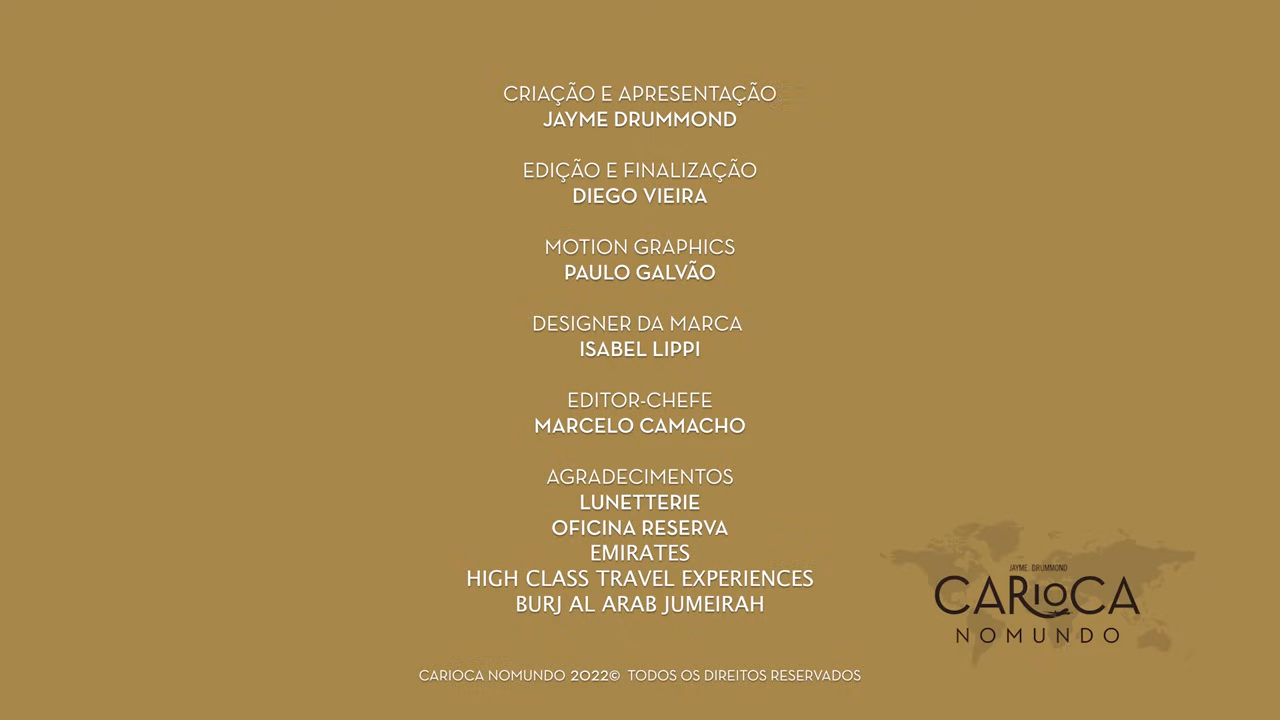 CRIAÇÃO E APRESENTAÇÃO
JAYME DRUMMOND
EDIÇÃO E FINALIZAÇÃO
DIEGO VIEIRA
MOTION GRAPHICS
PAULO GALVÃO
DESIGNER DA MARCA
ISABEL LIPPI
EDITOR-CHEFE
MARCELO CAMACHO
AGRADECIMENTOS
LUNETTERIE
OFICINA RESERVA
EMIRATES
HIGH CLASS TRAVEL EXPERIENCES
BURJ AL ARAB JUMEIRAH
JAYME DRUMMOND
CARIOCA
NOMUNDO
CARIOCA NOMUNDO 2022© TODOS OS DIREITOS RESERVADOS